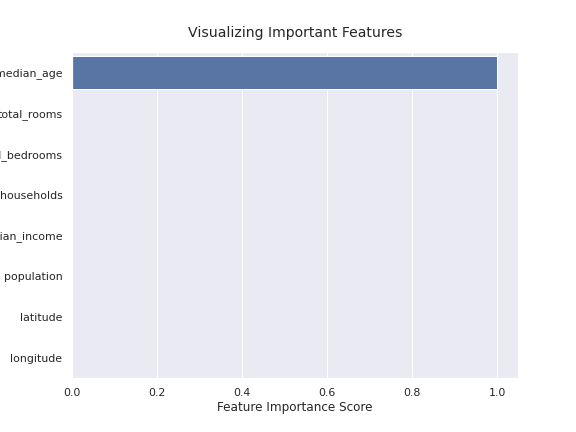 Visualizing Important Features
median_age
total_rooms
l_bedrooms
households
ian_income
population
latitude
longitude
0.0 0.2 0.4 0.6 0.8 1.0
Feature Importance Score